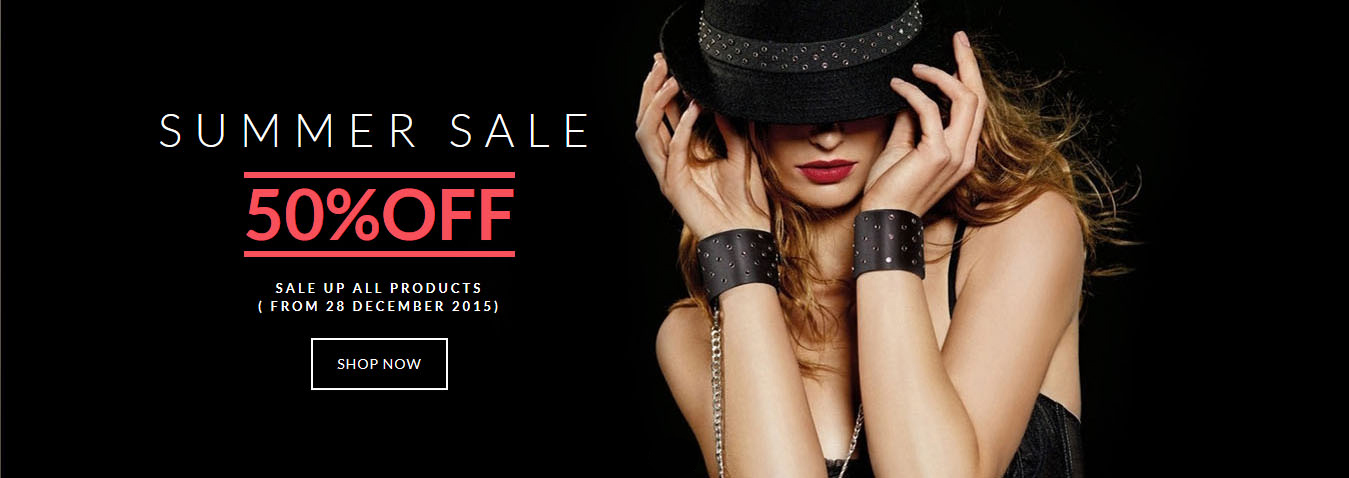 SUMMER SALE
50%OFF
SALE UP ALL PRODUCTS
( FROM 28 DECEMBER 2015)
SHOP NOW